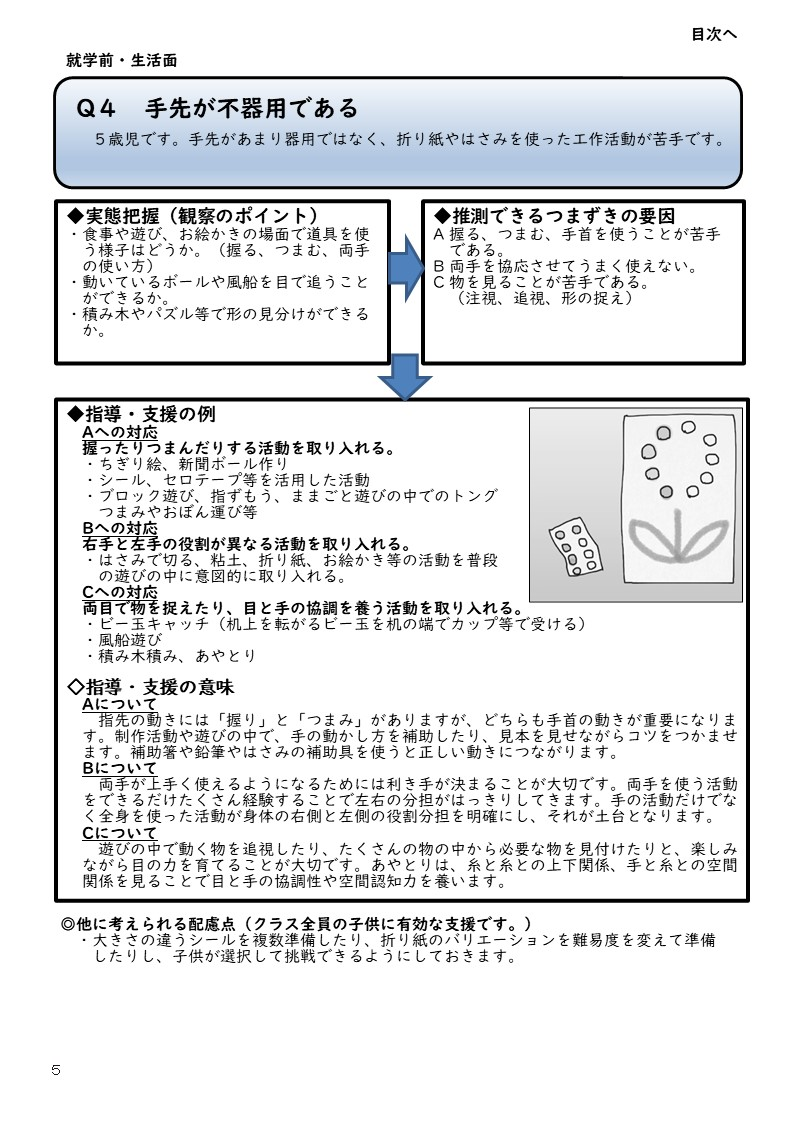 目次へ
就学前・生活面
Q４　手先が不器用である
５歳児です。手先があまり器用ではなく、折り紙やはさみを使った工作活動が苦手です。
◆実態把握（観察のポイント）
・食事や遊び、お絵かきの場面で道具を使
う様子はどうか。（握る、つまむ、両手
の使い方）
・動いているボールや風船を目で追うこと
ができるか。
・積み木やパズル等で形の見分けができる
か。
◆推測できるつまずきの要因
A 握る、つまむ、手首を使うことが苦手
である。
B 両手を協応させてうまく使えない。
C 物を見ることが苦手である。
（注視、追視、形の捉え）
◆指導・支援の例
Aへの対応
握ったりつまんだりする活動を取り入れる。
・ちぎり絵、新聞ボール作り
・シール、セロテープ等を活用した活動
・ブロック遊び、指ずもう、ままごと遊びの中でのトング
つまみやおぼん運び等
Bへの対応
右手と左手の役割が異なる活動を取り入れる。
・はさみで切る、粘土、折り紙、お絵かき等の活動を普段
の遊びの中に意図的に取り入れる。
Cへの対応
両目で物を捉えたり、目と手の協調を養う活動を取り入れる。
・ビー玉キャッチ（机上を転がるビー玉を机の端でカップ等で受ける）
・風船遊び
・積み木積み、あやとり
◇指導・支援の意味
Aについて
指先の動きには「握り」と「つまみ」がありますが、どちらも手首の動きが重要になりま
す。制作活動や遊びの中で、手の動かし方を補助したり、見本を見せながらコツをつかませ
ます。補助箸や鉛筆やはさみの補助具を使うと正しい動きにつながります。
Bについて
両手が上手く使えるようになるためには利き手が決まることが大切です。両手を使う活動
をできるだけたくさん経験することで左右の分担がはっきりしてきます。手の活動だけでな
く全身を使った活動が身体の右側と左側の役割分担を明確にし、それが土台となります。
Cについて
遊びの中で動く物を追視したり、たくさんの物の中から必要な物を見付けたりと、楽しみ
ながら目の力を育てることが大切です。あやとりは、糸と糸との上下関係、手と糸との空間
関係を見ることで目と手の協調性や空間認知力を養います。
◎他に考えられる配慮点（クラス全員の子供に有効な支援です。）
・大きさの違うシールを複数準備したり、折り紙のバリエーションを難易度を変えて準備
したりし、子供が選択して挑戦できるようにしておきます。
5